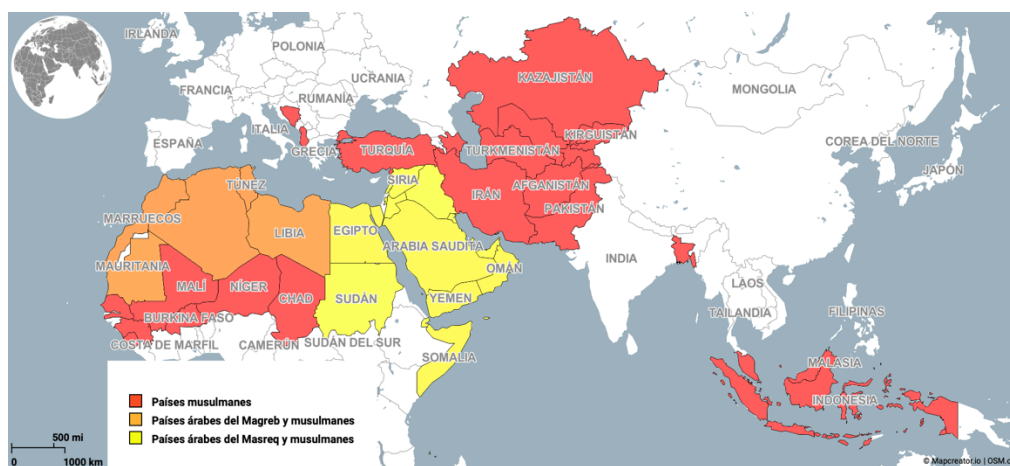 IRLANDA
POLONIA
UCRANIA
FRANCIA
RUMANÍA
ITALIA
ESPAÑA
GRECIA
TURQUÍA
KAZAJISTÁN
MONGOLIA
KIRGUISTÁN
TURKMENISTÁN
COREA DEL NORTE
JAPÓN
TÚNEZ
SIRIA
IRÁN
AFGANISTÁN
PAKISTÁN
MARRUECOS
LIBIA
EGIPTO
ARABIA SAUDITA
OMÁN
INDIA
MAURITANIA
MALÍ
NÍGER
CHAD
SUDÁN
YEMEN
LAOS
TAILANDIA
FILIPINAS
BURKINA FASO
COSTA DE MARFIL
CAMERÚN
SUDÁN DEL SUR
SOMALIA
MALASIA
INDONESIA
Países musulmanes
Países árabes del Magreb y musulmanes
Países árabes del Masreq y musulmanes
500 mi
0 1000 km
© Mapcreator.io | OSM.o